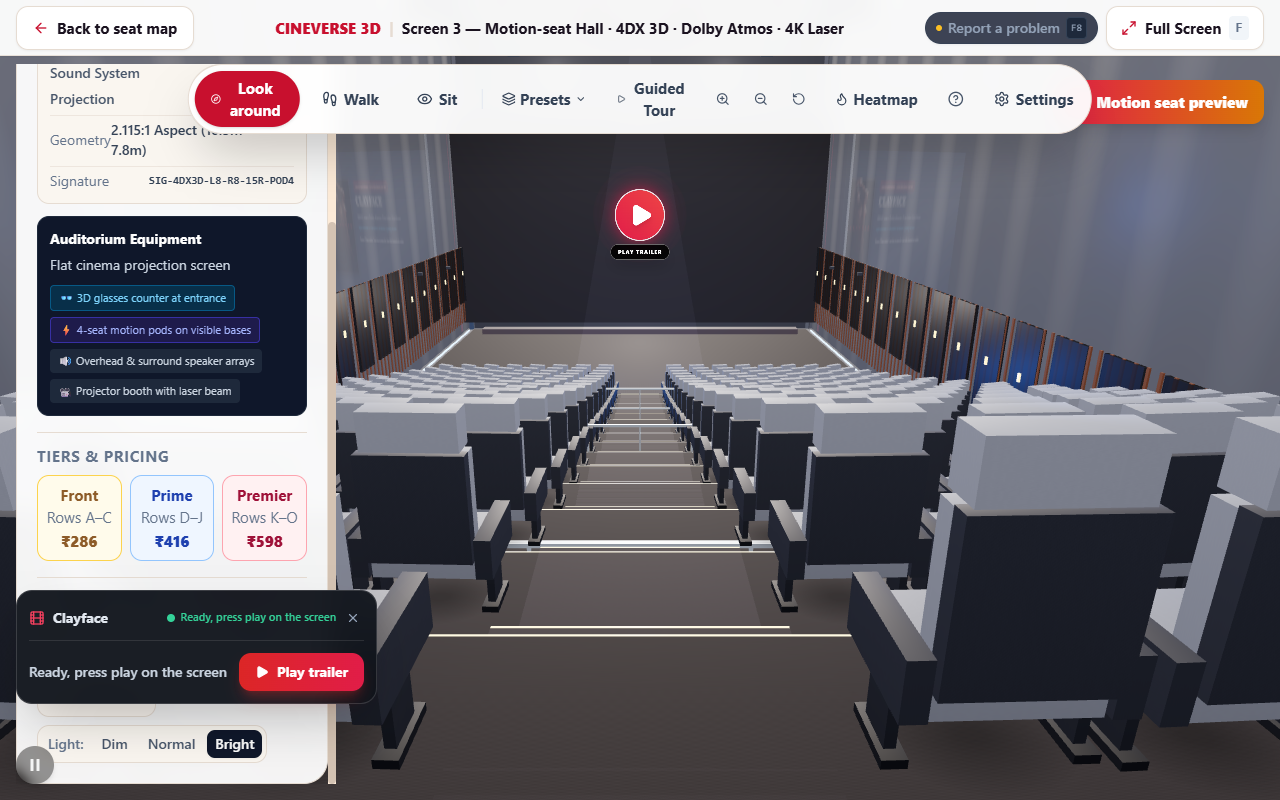 Back to seat map
CINEVERSE 3D | Screen 3 — Motion-seat Hall · 4DX 3D · Dolby Atmos · 4K Laser
Report a problem F8
Full Screen F
Look around
Walk
Sit
Presets
Guided Tour
Heatmap
Settings
Motion seat preview
Sound System
Projection
Geometry 2.115:1 Aspect
7.8m)
Signature SIG-4DX3D-L8-R8-15R-POD4
Auditorium Equipment
Flat cinema projection screen
3D glasses counter at entrance
4-seat motion pods on visible bases
Overhead & surround speaker arrays
Projector booth with laser beam
PLAY TRAILER
TIERS & PRICING
Front Prime Premier
Rows A–C Rows D–J Rows K–O
₹286 ₹416 ₹598
Clayface Ready, press play on the screen
Ready, press play on the screen Play trailer
Light: Dim Normal Bright